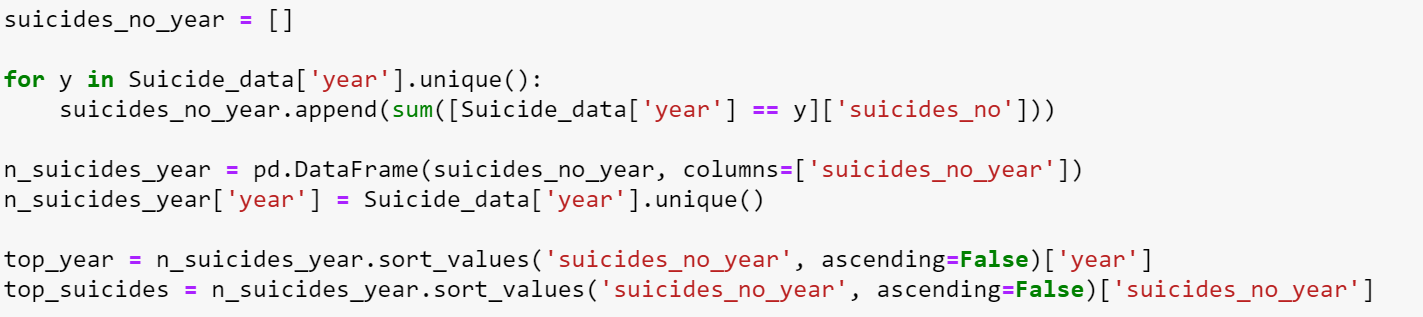 suicides_no_year = []
for y in Suicide_data['year'].unique():
    suicides_no_year.append(sum([Suicide_data['year'] == y]['suicides_no']))
n_suicides_year = pd.DataFrame(suicides_no_year, columns=['suicides_no_year'])
n_suicides_year['year'] = Suicide_data['year'].unique()
top_year = n_suicides_year.sort_values('suicides_no_year', ascending=False)['year']
top_suicides = n_suicides_year.sort_values('suicides_no_year', ascending=False)['suicides_no_year']